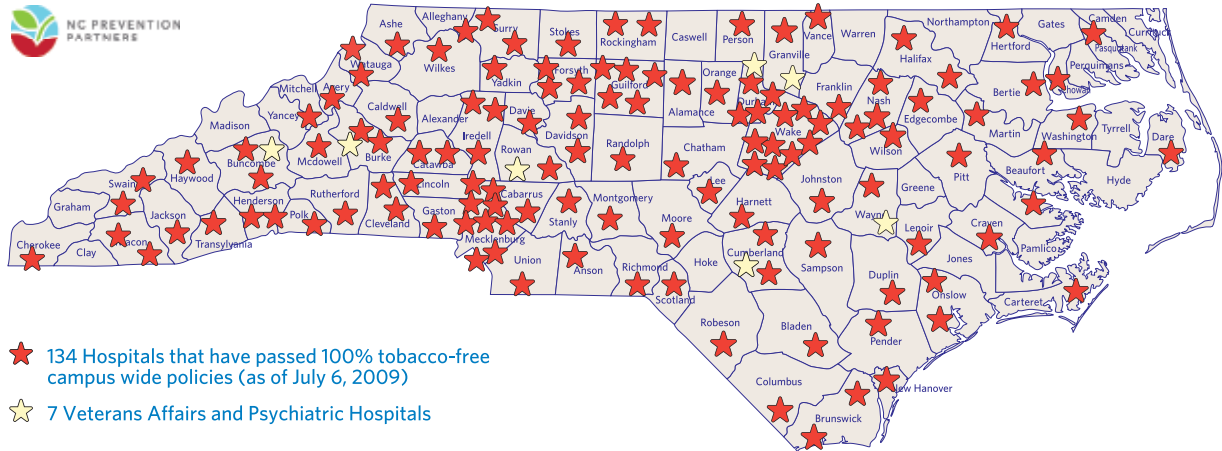 NC PREVENTION
PARTNERS
Ashe
Alleghany
Surry
Stokes
Rockingham
Caswell
Person
Granville
Vance
Warren
Northampton
Halifax
Hertford
Gates
Camden
Currituck
Pasquotank
Perquimans
Chowan
Bertie
Watauga
Wilkes
Yadkin
Forsyth
Guilford
Alamance
Orange
Durham
Franklin
Nash
Edgecombe
Martin
Washington
Tyrrell
Dare
Mitchell
Avery
Yancey
Caldwell
Alexander
Iredell
Davie
Davidson
Randolph
Chatham
Wake
Wilson
Pitt
Beaufort
Hyde
Madison
Buncombe
Mcdowell
Burke
Catawba
Rowan
Lee
Johnston
Greene
Swain
Haywood
Rutherford
Lincoln
Cabarrus
Montgomery
Moore
Harnett
Wayne
Lenoir
Craven
Pamlico
Graham
Jackson
Henderson
Polk
Cleveland
Gaston
Stanly
Cherokee
Clay
Macon
Transylvania
Mecklenburg
Union
Anson
Richmond
Scotland
Hoke
Cumberland
Sampson
Duplin
Jones
Onslow
Carteret
Robeson
Bladen
Pender
Columbus
New Hanover
Brunswick
134 Hospitals that have passed 100% tobacco-free
campus wide policies (as of July 6, 2009)
7 Veterans Affairs and Psychiatric Hospitals